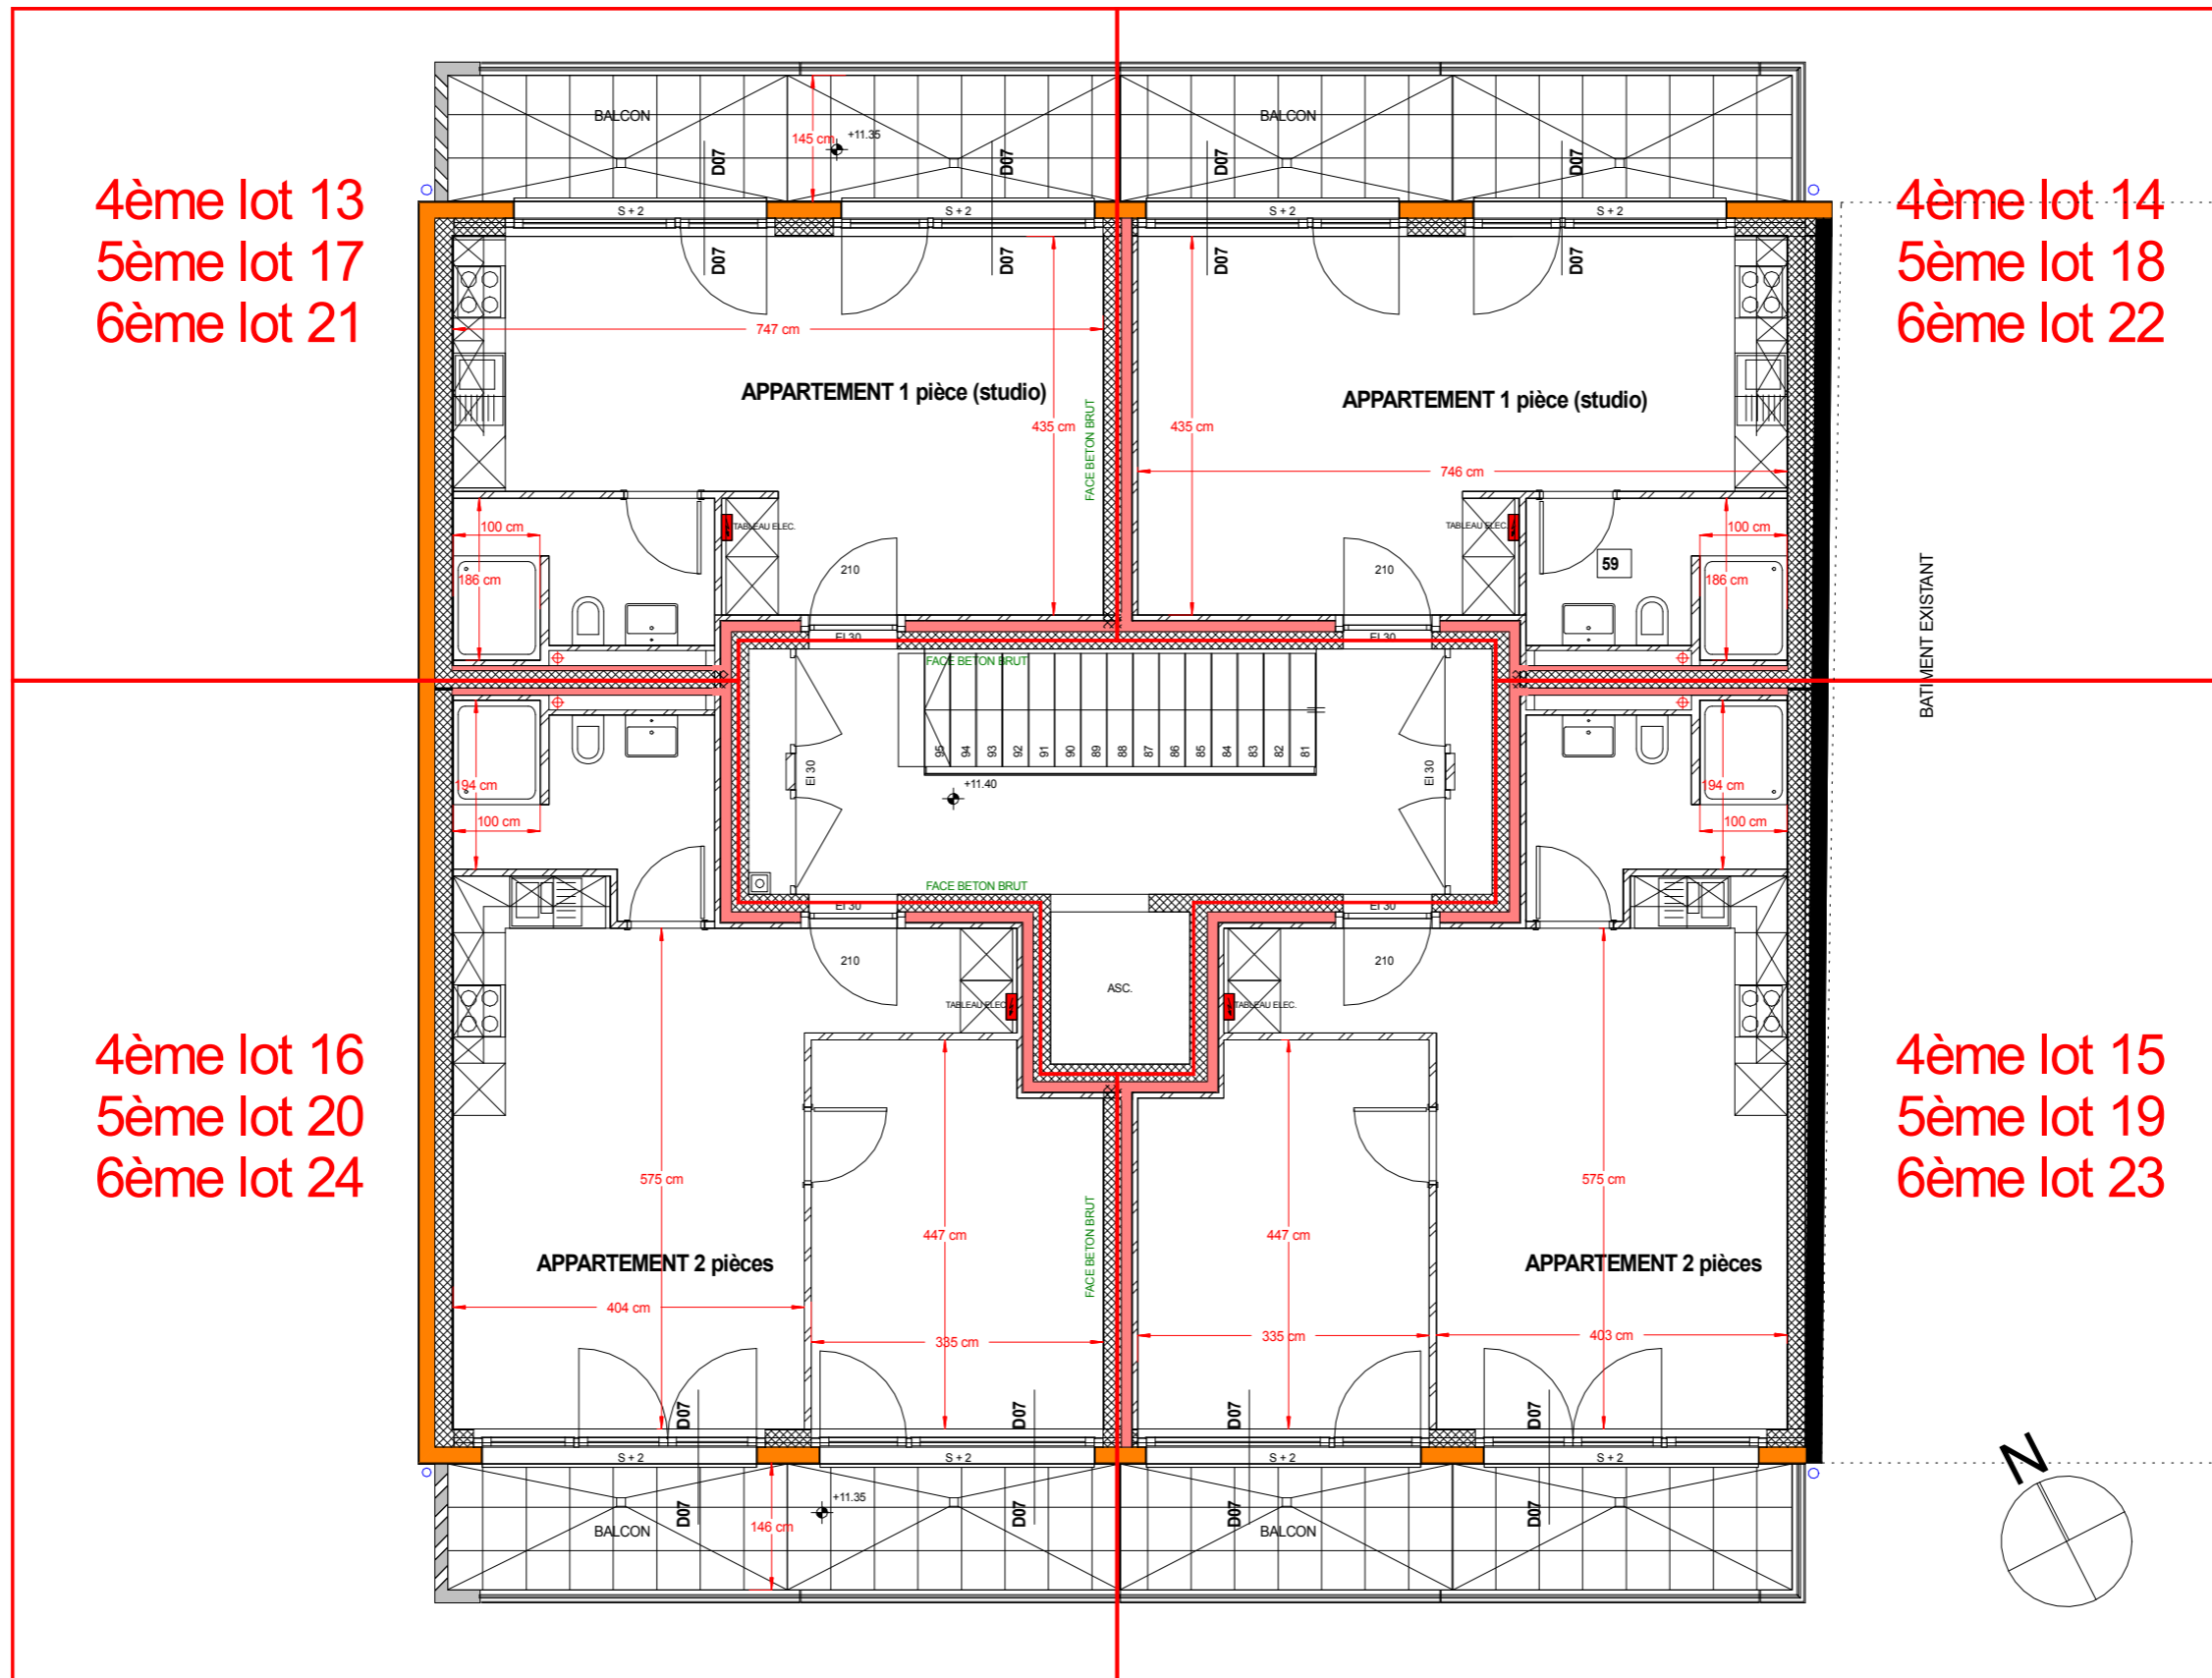 BALCON
BALCON
145 cm
+11.35
D07
D07
D07
D07
4ème lot 13
5ème lot 17
6ème lot 21
4ème lot 14
5ème lot 18
6ème lot 22
S + 2
S + 2
S + 2
S + 2
D07
D07
D07
D07
747 cm
APPARTEMENT 1 pièce (studio)
APPARTEMENT 1 pièce (studio)
435 cm
FACE BETON BRUT
435 cm
746 cm
100 cm
TABLEAU ELEC.
TABLEAU ELEC.
100 cm
186 cm
210
210
59
186 cm
BATIMENT EXISTANT
EI 30
EI 30
FACE BETON BRUT
95
94
93
92
91
90
89
88
87
86
85
84
83
82
81
EI 30
EI 30
+11.40
194 cm
100 cm
194 cm
100 cm
FACE BETON BRUT
EI 30
EI 30
210
210
ASC.
TABLEAU ELEC.
TABLEAU ELEC.
4ème lot 16
5ème lot 20
6ème lot 24
4ème lot 15
5ème lot 19
6ème lot 23
575 cm
575 cm
447 cm
FACE BETON BRUT
447 cm
APPARTEMENT 2 pièces
APPARTEMENT 2 pièces
404 cm
335 cm
335 cm
403 cm
D07
D07
D07
D07
S + 2
S + 2
S + 2
S + 2
N
+11.35
D07
D07
D07
D07
146 cm
BALCON
BALCON